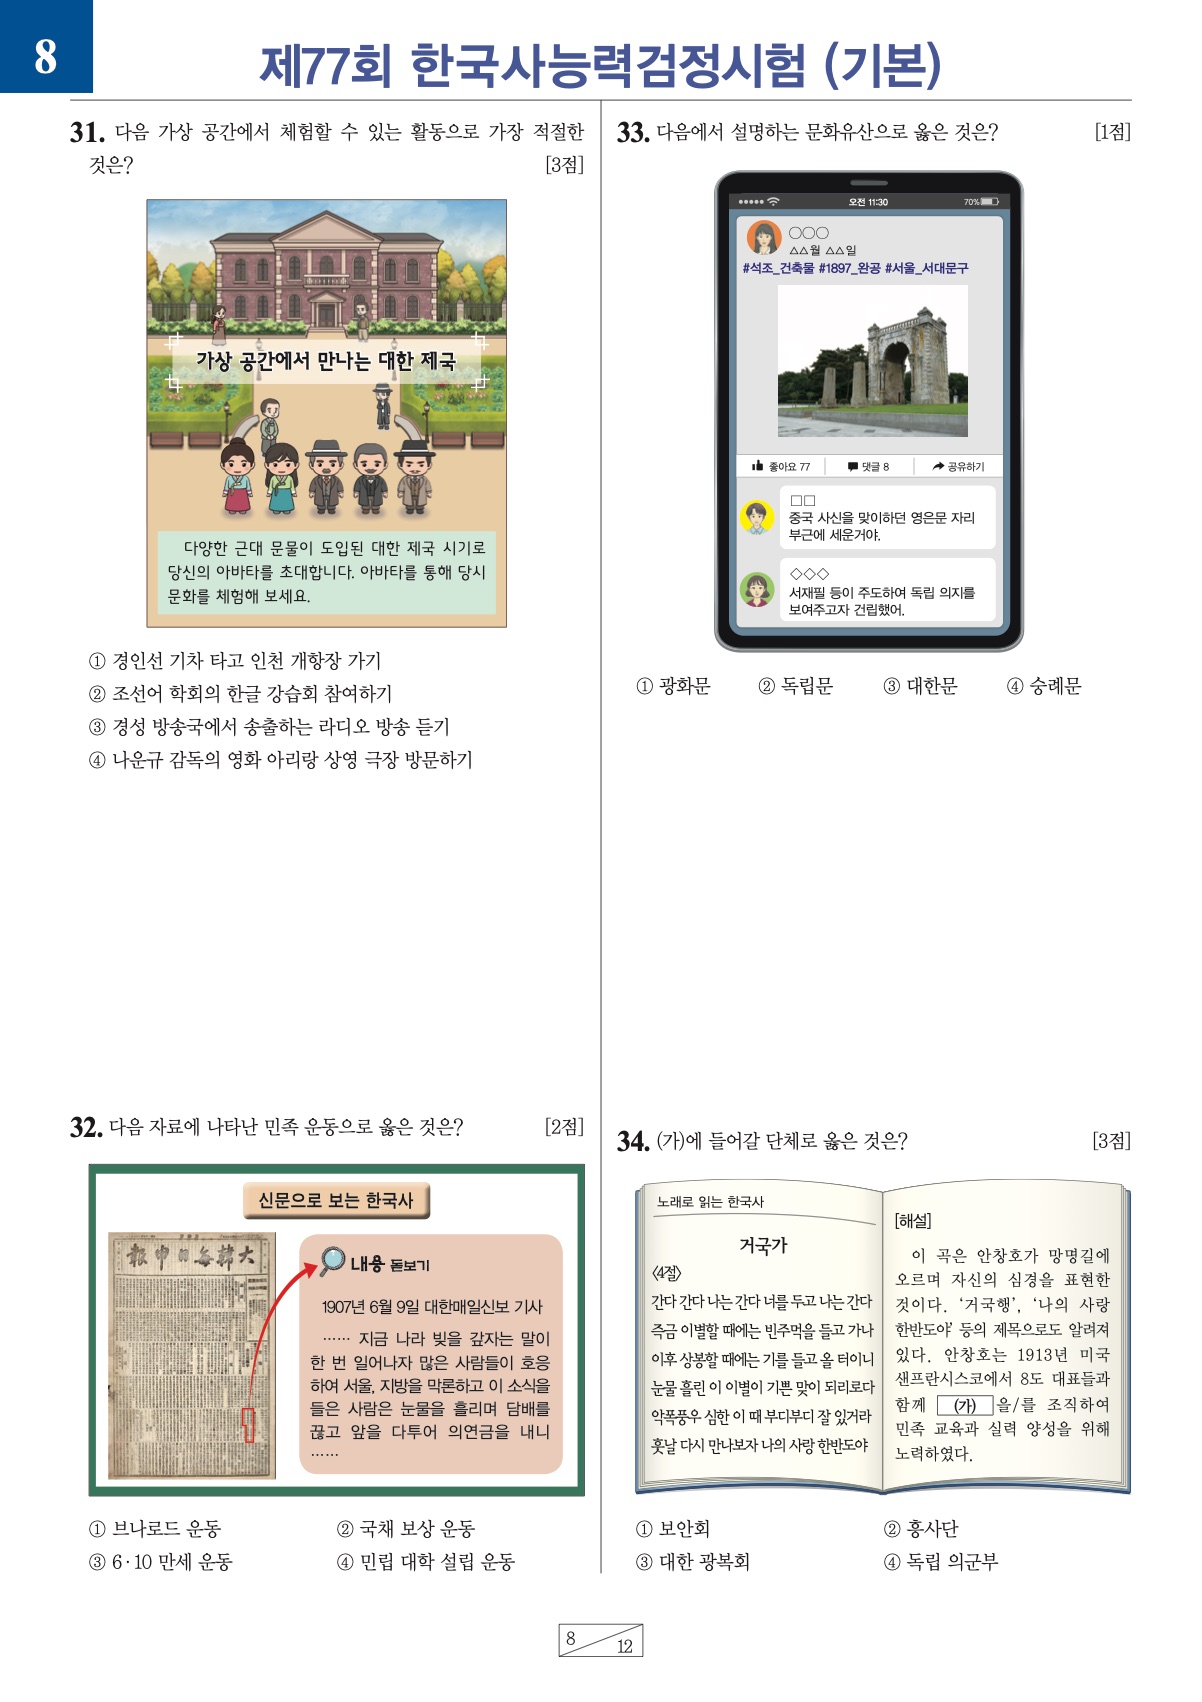 8
제77회 한국사능력검정시험 (기본)
31. 다음 가상 공간에서 체험할 수 있는 활동으로 가장 적절한
것은? [3점]
가상 공간에서 만나는 대한 제국
다양한 근대 문물이 도입된 대한 제국 시기로
당신의 아바타를 초대합니다. 아바타를 통해 당시
문화를 체험해 보세요.
① 경인선 기차 타고 인천 개항장 가기
② 조선어 학회의 한글 강습회 참여하기
③ 경성 방송국에서 송출하는 라디오 방송 듣기
④ 나운규 감독의 영화 아리랑 상영 극장 방문하기
32. 다음 자료에 나타난 민족 운동으로 옳은 것은? [2점]
신문으로 보는 한국사
大韓每日申報
내용 돋보기
1907년 6월 9일 대한매일신보 기사
…… 지금 나라 빚을 갚자는 말이
한 번 일어나자 많은 사람들이 호응
하여 서울, 지방을 막론하고 이 소식을
들은 사람은 눈물을 흘리며 담배를
끊고 앞을 다투어 의연금을 내니
……
① 브나로드 운동 ② 국채 보상 운동
③ 6·10 만세 운동 ④ 민립 대학 설립 운동
33. 다음에서 설명하는 문화유산으로 옳은 것은? [1점]
오전 11:30 70%
○○○
△△월 △△일
#석조_건축물 #1897_완공 #서울_서대문구
좋아요 77 댓글 8 공유하기
□□
중국 사신을 맞이하던 영은문 자리
부근에 세운거야.
◇◇◇
서재필 등이 주도하여 독립 의지를
보여주고자 건립했어.
① 광화문 ② 독립문 ③ 대한문 ④ 숭례문
34. (가)에 들어갈 단체로 옳은 것은? [3점]
노래로 읽는 한국사
거국가
〈4절〉
간다 간다 나는 간다 너를 두고 나는 간다
즉금 이별할 때에는 빈주먹을 들고 가나
이후 상봉할 때에는 기를 들고 올 터이니
눈물 흘린 이 이별이 기쁜 맞이 되리로다
악폭풍우 심한 이 때 부디부디 잘 있거라
훗날 다시 만나보자 나의 사랑 한반도야
[해설]
이 곡은 안창호가 망명길에
오르며 자신의 심경을 표현한
것이다. ‘거국행’, ‘나의 사랑
한반도야’ 등의 제목으로도 알려져
있다. 안창호는 1913년 미국
샌프란시스코에서 8도 대표들과
함께 (가) 을/를 조직하여
민족 교육과 실력 양성을 위해
노력하였다.
① 보안회 ② 흥사단
③ 대한 광복회 ④ 독립 의군부
8
12